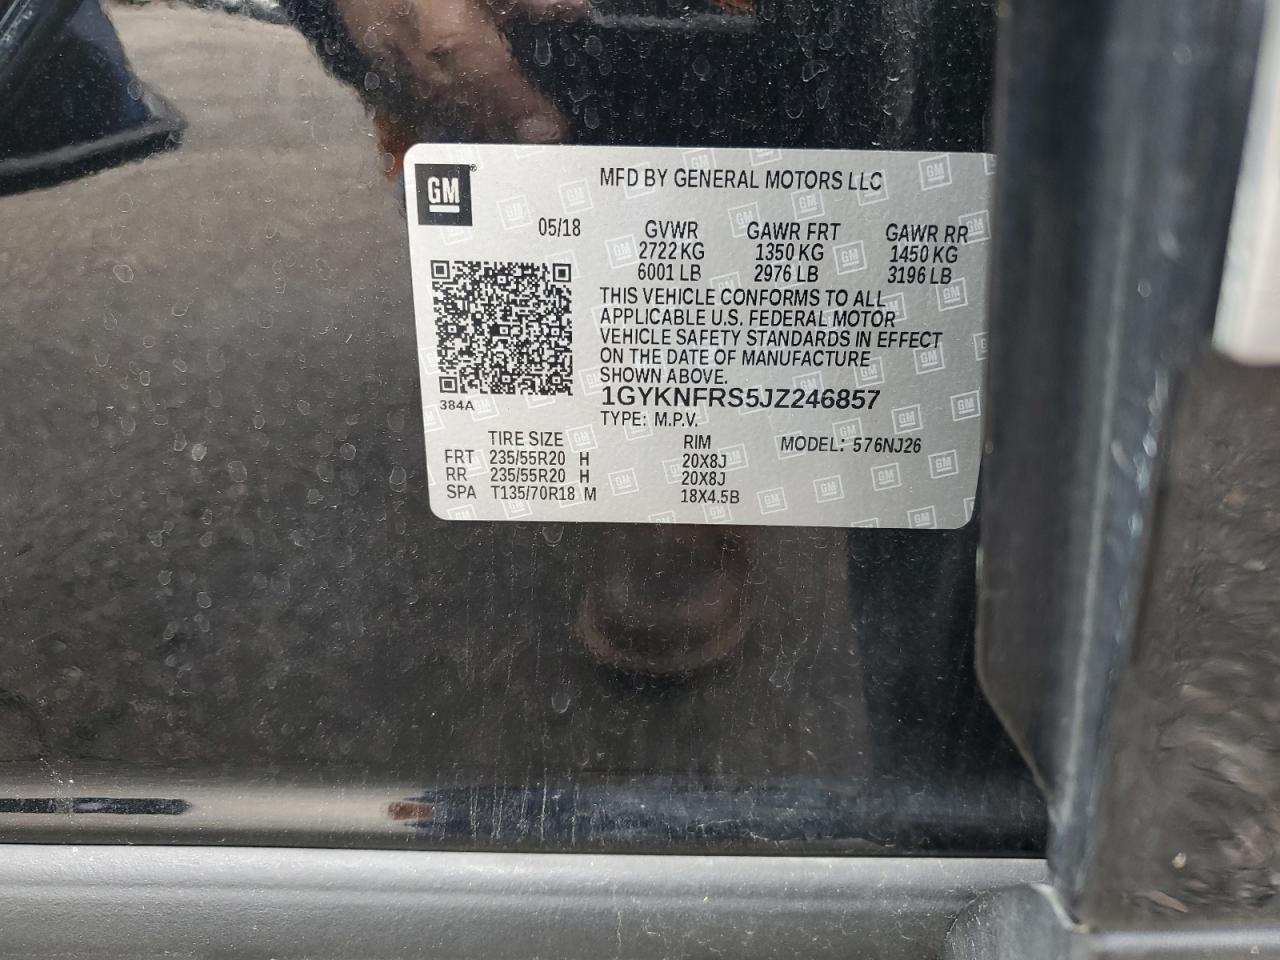 GM
MFD BY GENERAL MOTORS LLC
05/18 GVWR GAWR FRT GAWR RR
2722 KG 1350 KG 1450 KG
6001 LB 2976 LB 3196 LB
THIS VEHICLE CONFORMS TO ALL
APPLICABLE U.S. FEDERAL MOTOR
VEHICLE SAFETY STANDARDS IN EFFECT
ON THE DATE OF MANUFACTURE
SHOWN ABOVE.
1GYKNFRS5JZ246857
384A
TYPE: M.P.V.
TIRE SIZE RIM MODEL: 576NJ26
FRT 235/55R20 H 20X8J
RR 235/55R20 H 20X8J
SPA T135/70R18 M 18X4.5B